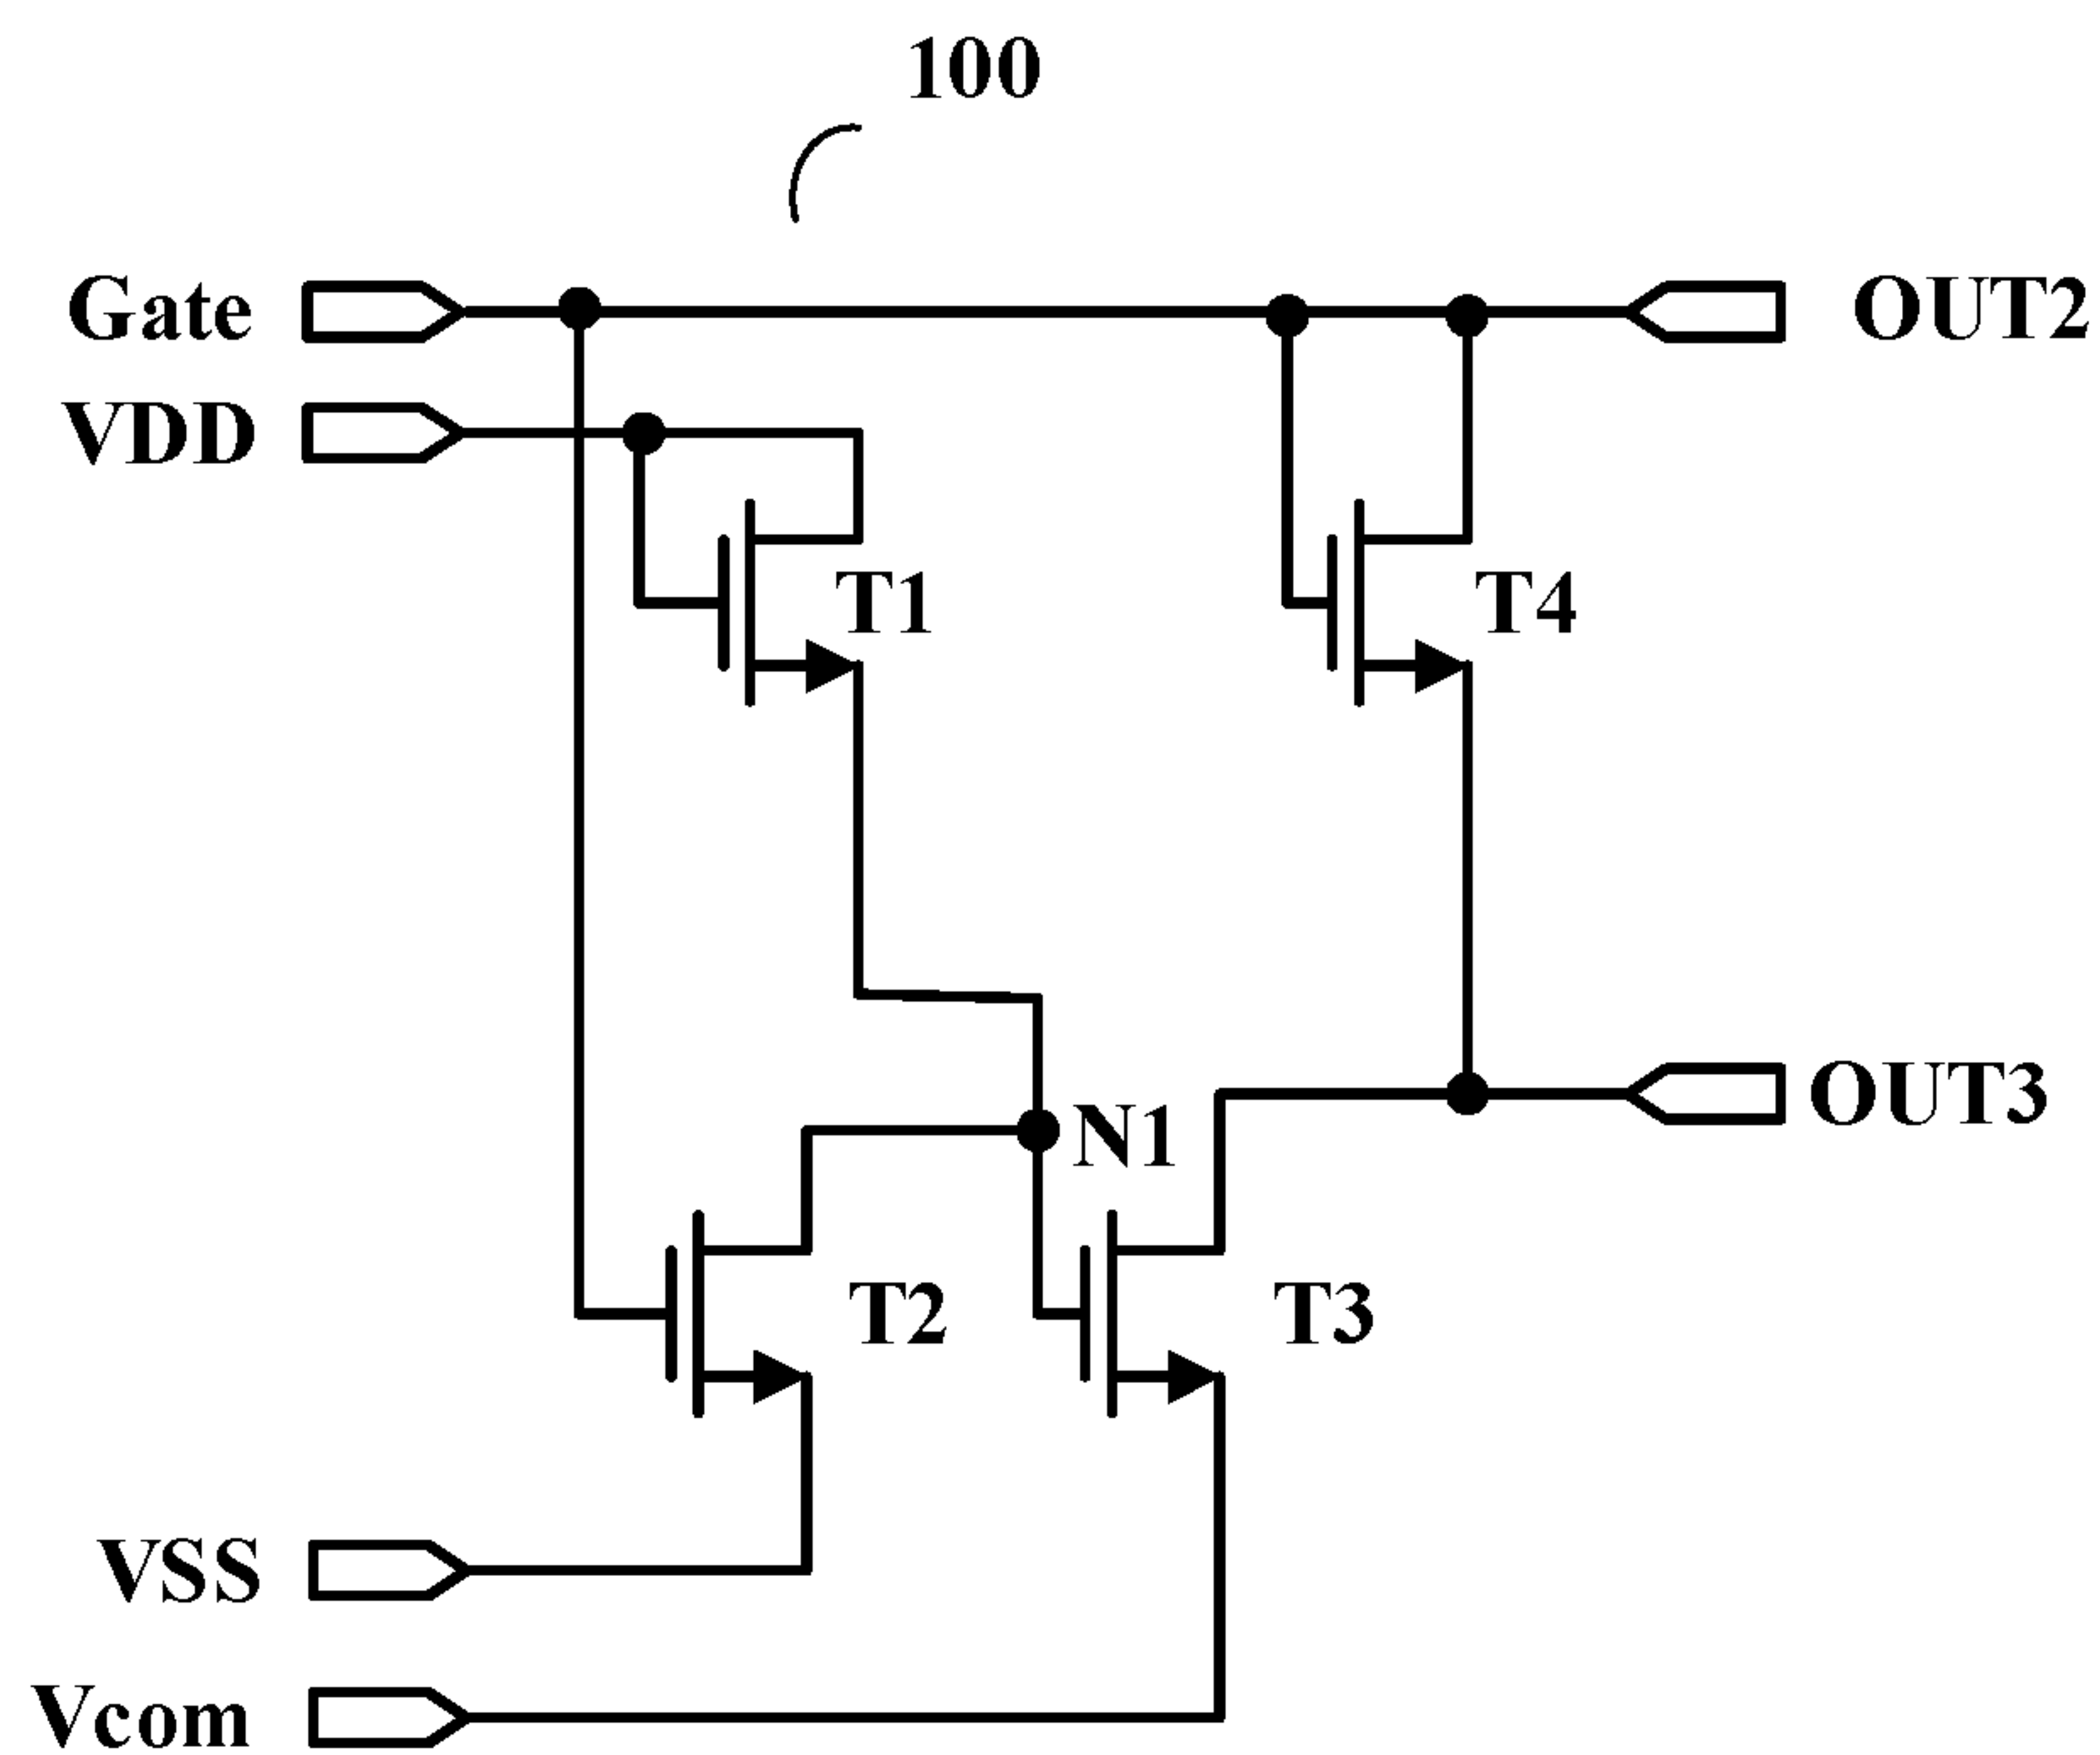 100
Gate
OUT2
VDD
T1
T4
N1
OUT3
T2
T3
VSS
Vcom